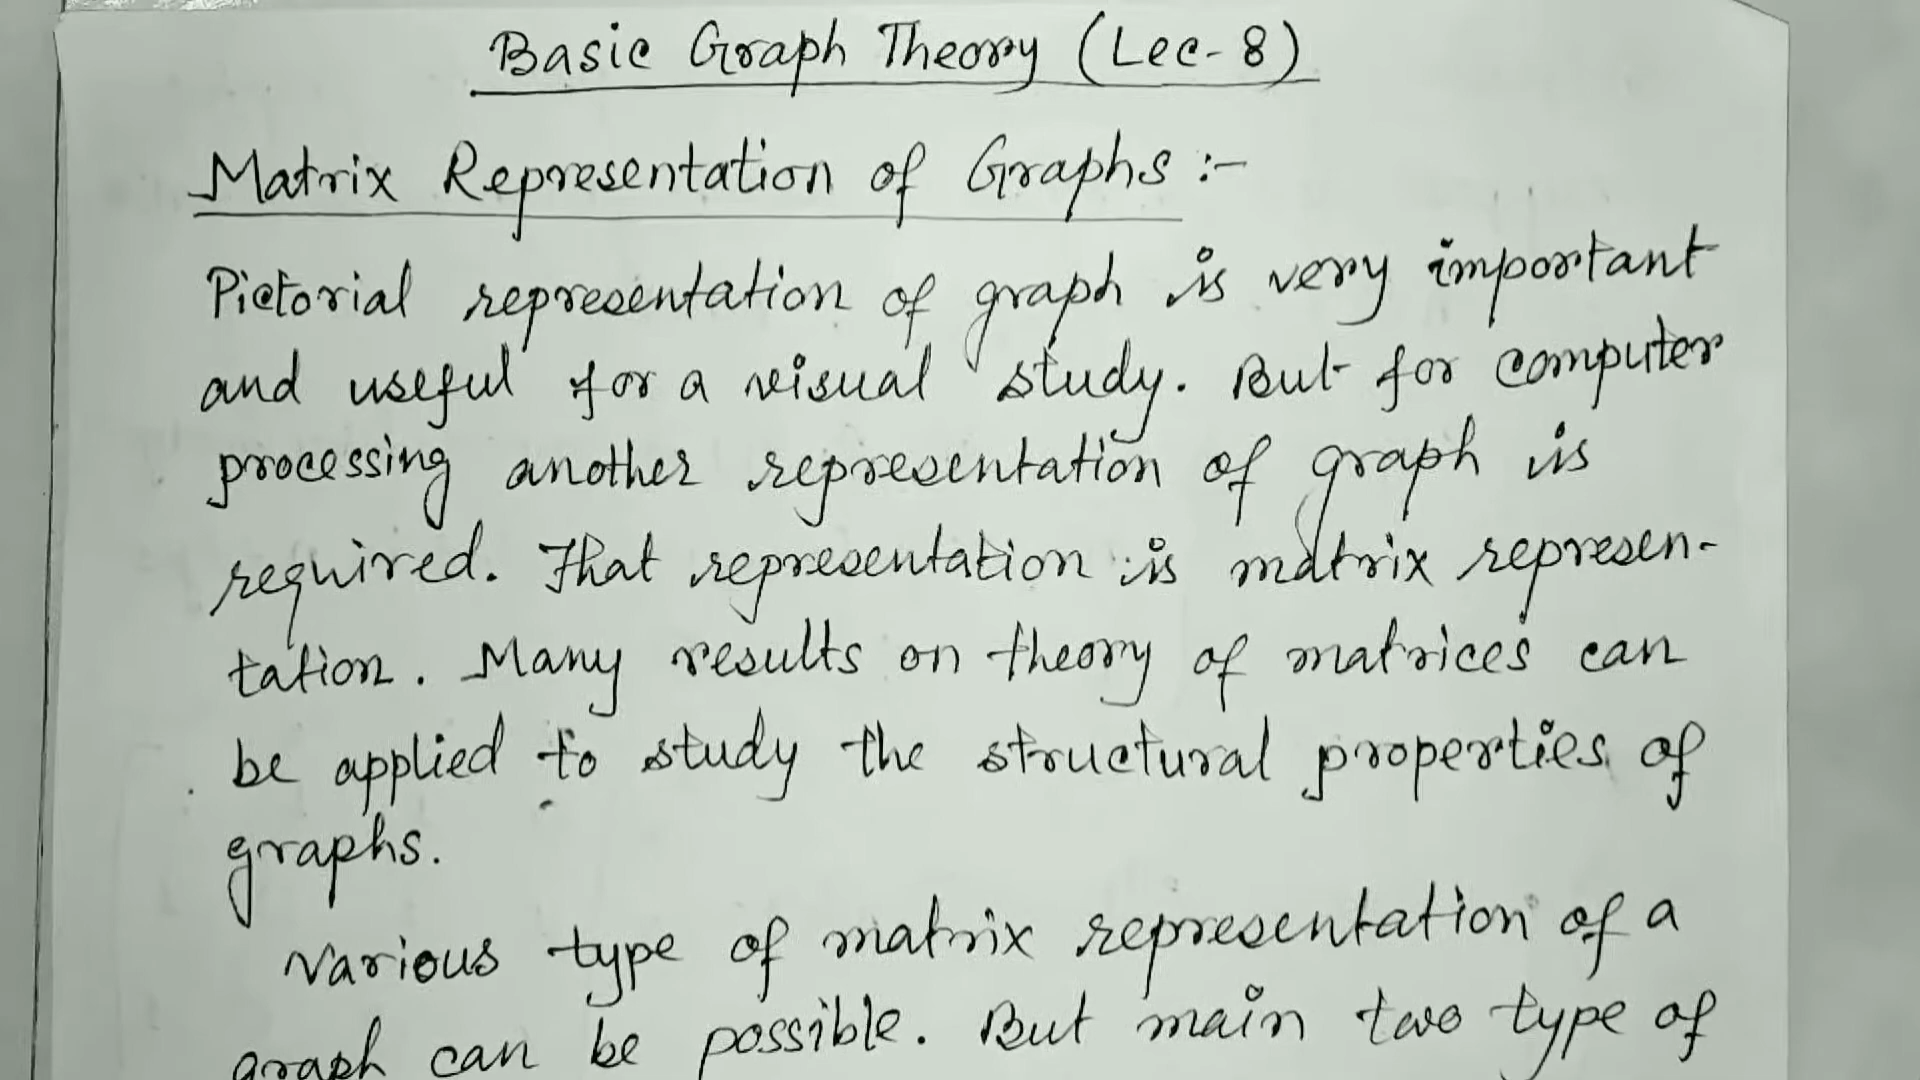 Basic Graph Theory (Lec-8)
Matrix Representation of Graphs :-
Pictorial representation of graph is very important
and useful for a visual study. But for computer
processing another representation of graph is
required. That representation is matrix represen-
tation. Many results on theory of matrices can
be applied to study the structural properties of
graphs.
Various type of matrix representation of a
graph can be possible. But main two type of